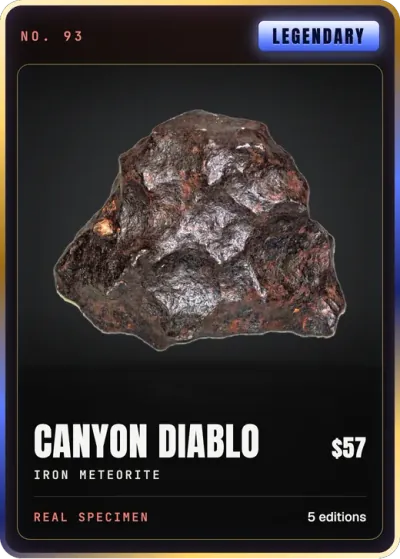 NO. 93
LEGENDARY
CANYON DIABLO
$57
IRON METEORITE
REAL SPECIMEN
5 editions